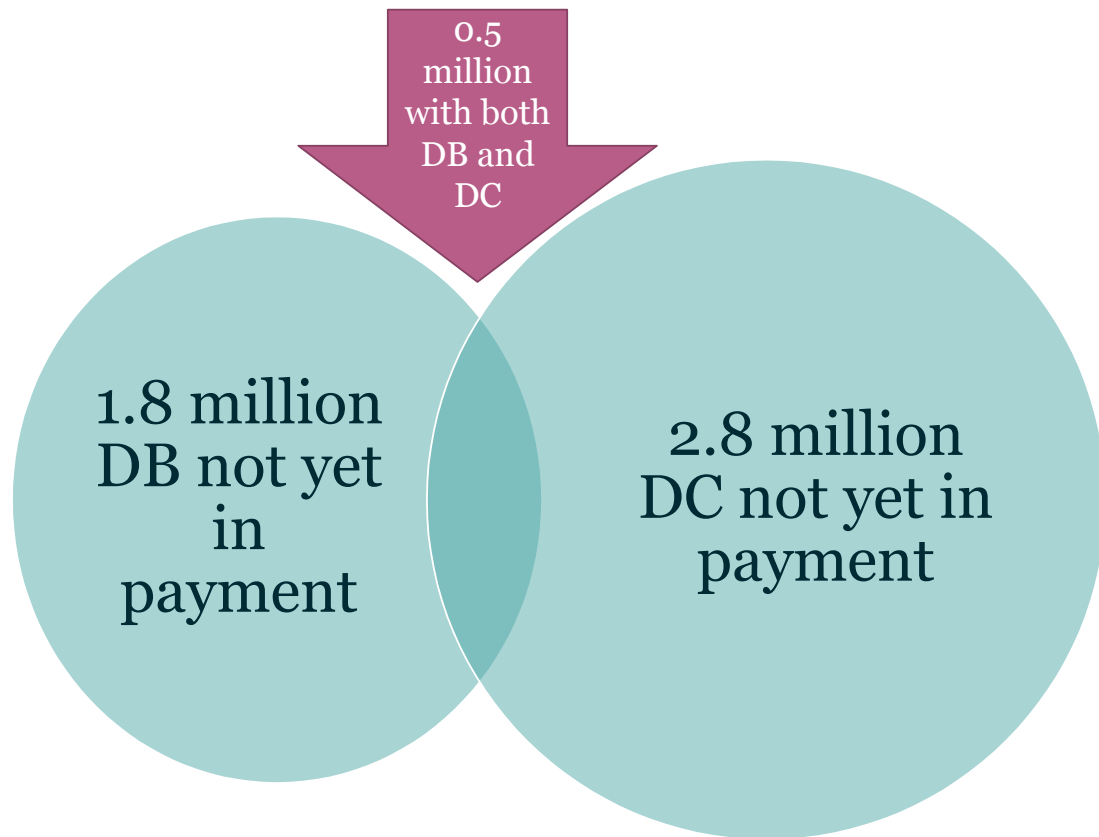 0.5
million
with both
DB and
DC
1.8 million
DB not yet
in
payment
2.8 million
DC not yet in
payment